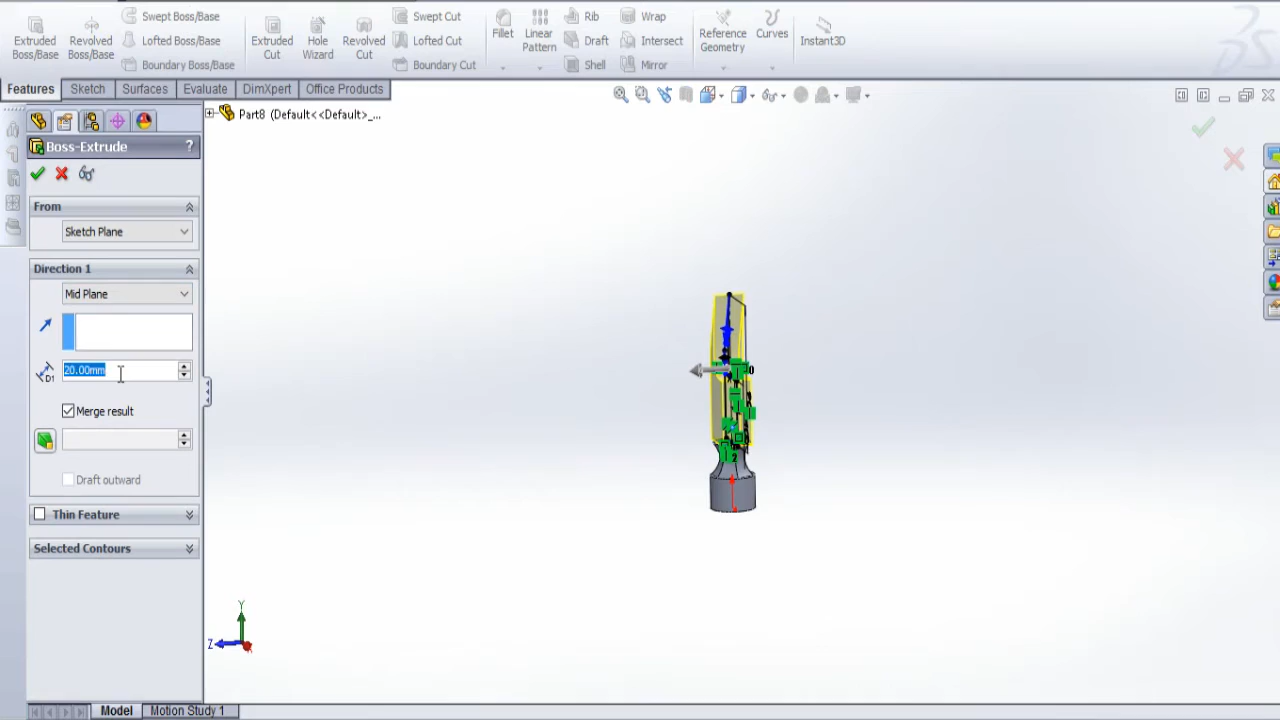 Extruded Boss/Base
Revolved Boss/Base
Swept Boss/Base
Lofted Boss/Base
Boundary Boss/Base
Extruded Cut
Hole Wizard
Revolved Cut
Swept Cut
Lofted Cut
Boundary Cut
Fillet
Linear Pattern
Rib
Draft
Shell
Wrap
Intersect
Mirror
Reference Geometry
Curves
Instant3D
Features
Sketch
Surfaces
Evaluate
DimXpert
Office Products
Part8 (Default<<Default>_...
Boss-Extrude
?
From
Sketch Plane
Direction 1
Mid Plane
D1
20.00mm
Merge result
Draft outward
Thin Feature
Selected Contours
0
2
Y
Z
Model
Motion Study 1